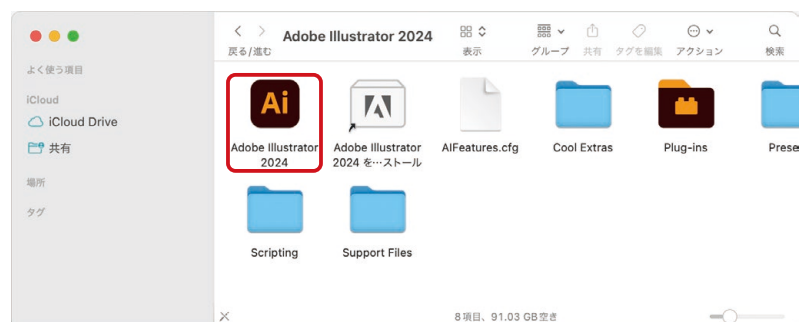 Adobe Illustrator 2024
戻る/進む
表示
グループ
共有
タグを編集
アクション
検索
よく使う項目
iCloud
iCloud Drive
共有
場所
タグ
Ai
Adobe Illustrator
2024
Adobe Illustrator
2024 を…ストール
AIFeatures.cfg
Cool Extras
Plug-ins
Prese
Scripting
Support Files
8項目、91.03 GB空き